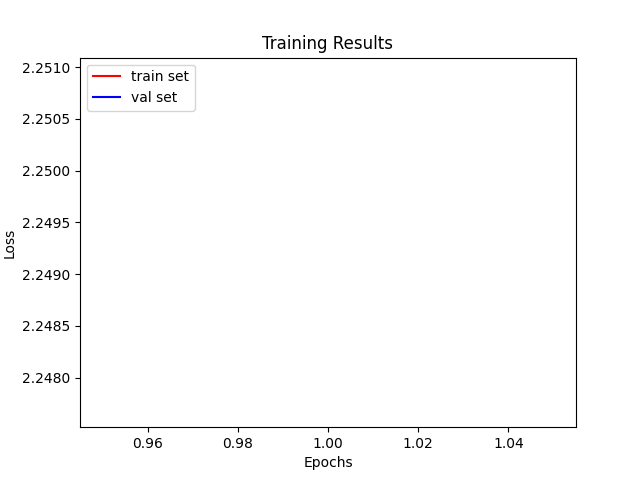 Training Results
train set
val set
2.2510
2.2505
2.2500
2.2495
2.2490
2.2485
2.2480
Loss
0.96
0.98
1.00
1.02
1.04
Epochs